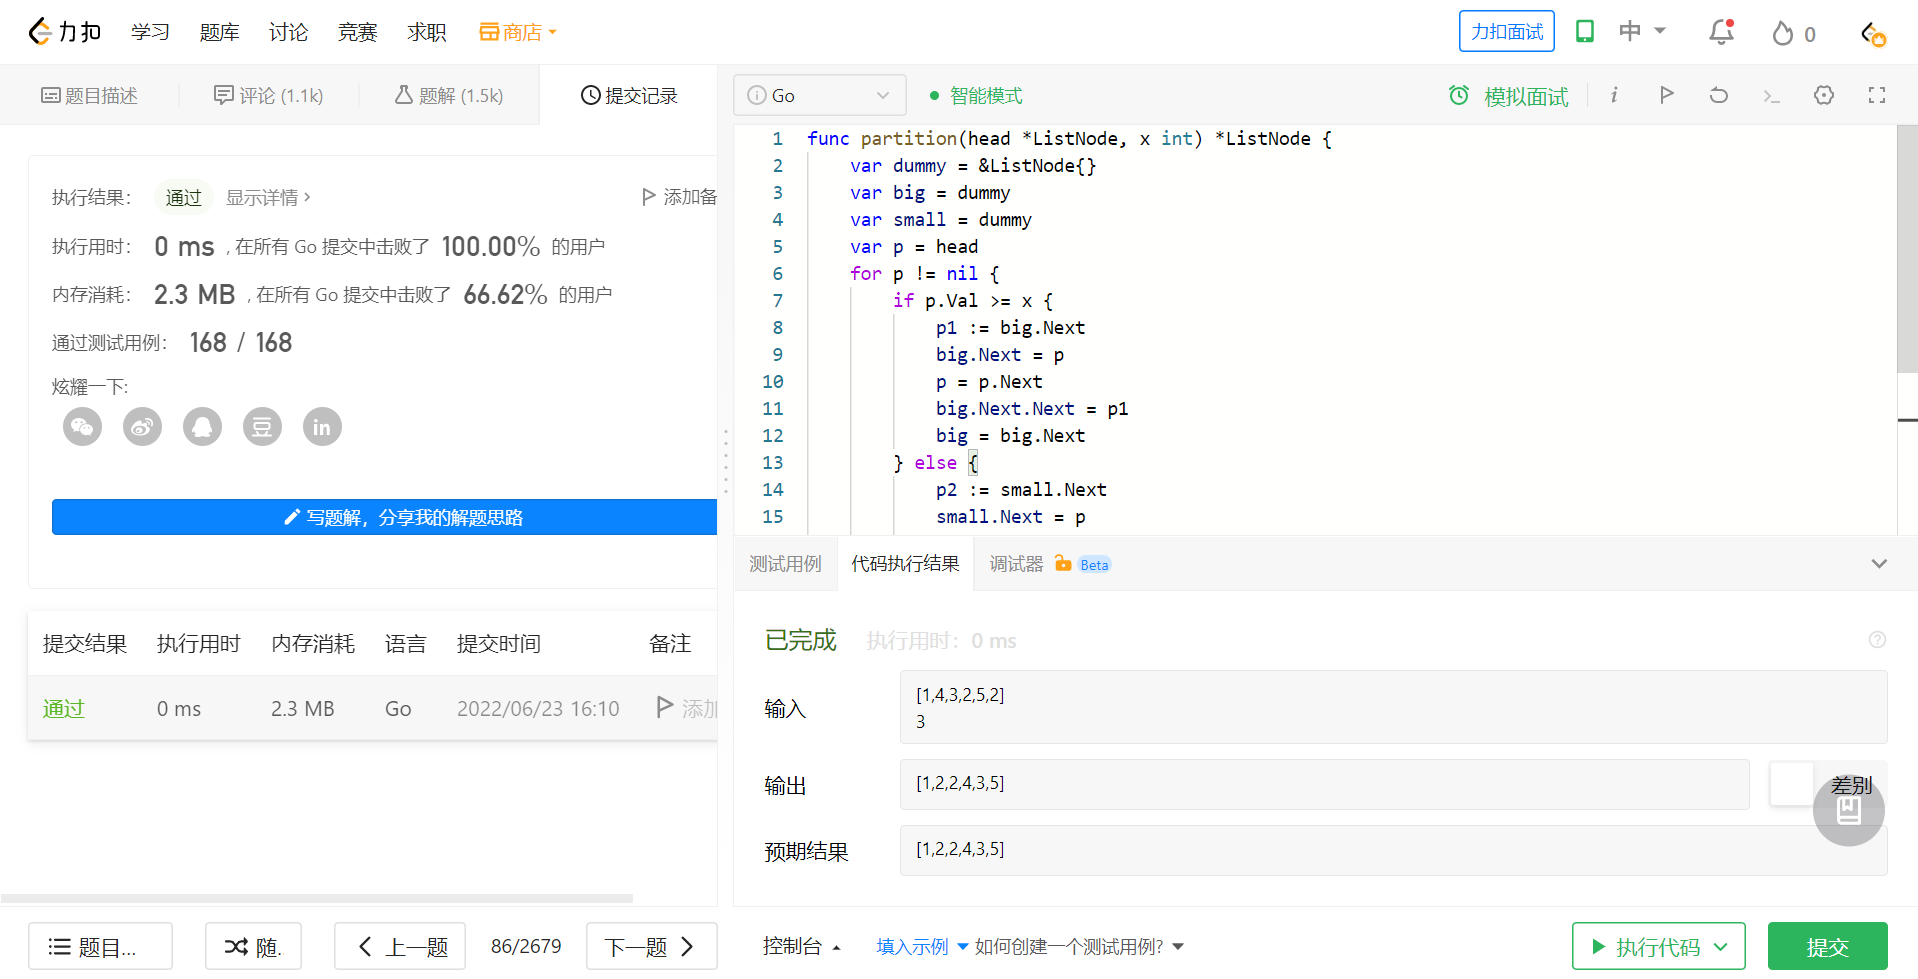 力扣 学习 题库 讨论 竞赛 求职 商店
力扣面试 中 0
题目描述 评论 (1.1k) 题解 (1.5k) 提交记录
执行结果： 通过 显示详情 › 添加备
执行用时： 0 ms , 在所有 Go 提交中击败了 100.00% 的用户
内存消耗： 2.3 MB , 在所有 Go 提交中击败了 66.62% 的用户
通过测试用例： 168 / 168
炫耀一下:
豆 in
写题解，分享我的解题思路
提交结果 执行用时 内存消耗 语言 提交时间 备注
通过 0 ms 2.3 MB Go 2022/06/23 16:10 添加
题目... 随. 上一题 86/2679 下一题
i Go 智能模式 模拟面试 i
1 func partition(head *ListNode, x int) *ListNode {
2 var dummy = &ListNode{}
3 var big = dummy
4 var small = dummy
5 var p = head
6 for p != nil {
7 if p.Val >= x {
8 p1 := big.Next
9 big.Next = p
10 p = p.Next
11 big.Next.Next = p1
12 big = big.Next
13 } else {
14 p2 := small.Next
15 small.Next = p
测试用例 代码执行结果 调试器 Beta
已完成 执行用时：0 ms
输入 [1,4,3,2,5,2]
3
输出 [1,2,2,4,3,5] 差别
预期结果 [1,2,2,4,3,5]
控制台 填入示例 如何创建一个测试用例? 执行代码 提交